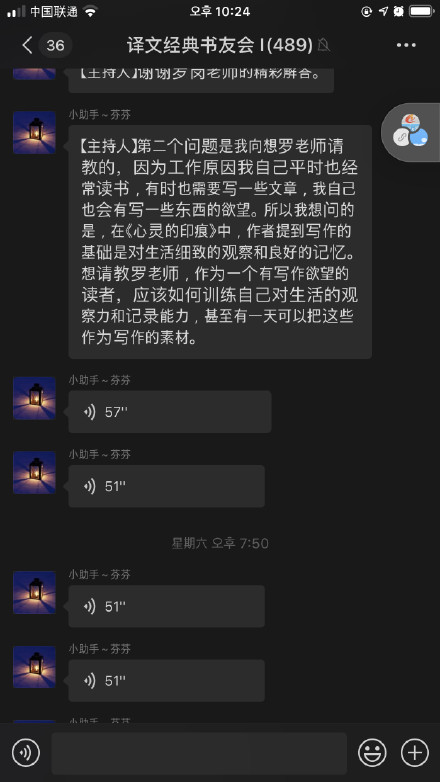 中国联通
오후 10:24
36
译文经典书友会 I(489)
【主持人】谢谢罗岗老师的精彩解答。
小助手~芬芬
【主持人】第二个问题是我向想罗老师请
教的，因为工作原因我自己平时也经
常读书，有时也需要写一些文章，我自己
也会有写一些东西的欲望。所以我想问的
是，在《心灵的印痕》中，作者提到写作的
基础是对生活细致的观察和良好的记忆。
想请教罗老师，作为一个有写作欲望的
读者，应该如何训练自己对生活的观
察力和记录能力，甚至有一天可以把这些
作为写作的素材。
小助手~芬芬
57"
小助手~芬芬
51"
星期六 오후 7:50
小助手~芬芬
51"
小助手~芬芬
51"
小助手~芬芬